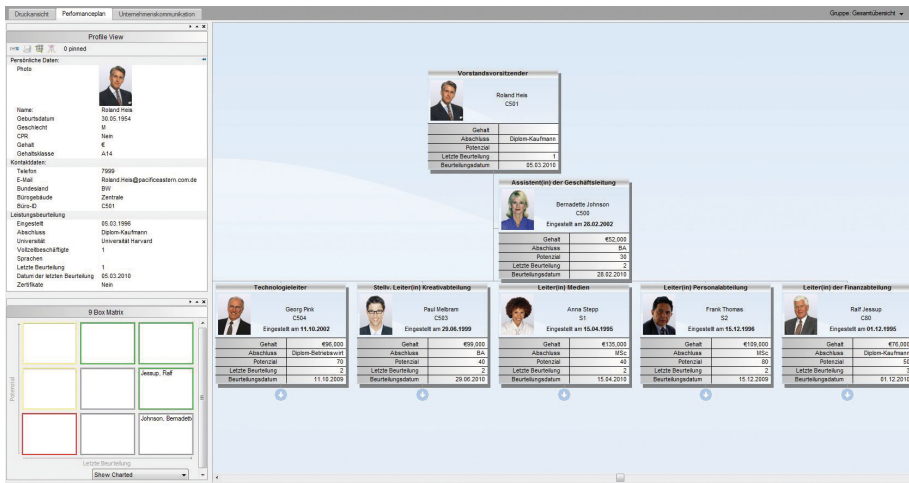 Druckansicht Performanceplan Unternehmenskommunikation Gruppe: Gesamtübersicht
Profile View
0 pinned
Persönliche Daten:
Photo
Name: Roland Heis
Geburtsdatum 30.05.1954
Geschlecht M
CPR Nein
Gehalt €
Gehaltsklasse A14
Kontaktdaten:
Telefon 7999
E-Mail Roland.Heis@pacificeastern.com.de
Bundesland BW
Bürogebäude Zentrale
Büro-ID C501
Leistungsbeurteilung
Eingestellt 05.03.1996
Abschluss Diplom-Kaufmann
Universität Universität Harvard
Vollzeitbeschäftigte 1
Sprachen
Letzte Beurteilung 1
Datum der letzten Beurteilung 05.03.2010
Zertifikate Nein
9 Box Matrix
Potenzial
Jessup, Ralf
Johnson, Bernadett
Letzte Beurteilung
Show Charted
Vorstandsvorsitzender
Roland Heis
C501
Gehalt
Abschluss Diplom-Kaufmann
Potenzial
Letzte Beurteilung 1
Beurteilungsdatum 05.03.2010
Assistent(in) der Geschäftsleitung
Bernadette Johnson
C500
Eingestellt am 28.02.2002
Gehalt €52,000
Abschluss BA
Potenzial 30
Letzte Beurteilung 2
Beurteilungsdatum 28.02.2010
Technologieleiter
Georg Pink
C504
Eingestellt am 11.10.2002
Gehalt €96,000
Abschluss Diplom-Betriebswirt
Potenzial 70
Letzte Beurteilung 2
Beurteilungsdatum 11.10.2009
Stellv. Leiter(in) Kreativabteilung
Paul Melbram
C503
Eingestellt am 29.06.1999
Gehalt €99,000
Abschluss BA
Potenzial 40
Letzte Beurteilung 2
Beurteilungsdatum 29.06.2010
Leiter(in) Medien
Anna Stepp
S1
Eingestellt am 15.04.1995
Gehalt €135,000
Abschluss MSc
Potenzial 40
Letzte Beurteilung 2
Beurteilungsdatum 15.04.2010
Leiter(in) Personalabteilung
Frank Thomas
S2
Eingestellt am 15.12.1996
Gehalt €109,000
Abschluss MSc
Potenzial 80
Letzte Beurteilung 2
Beurteilungsdatum 15.12.2009
Leiter(in) der Finanzabteilung
Ralf Jessup
C80
Eingestellt am 01.12.1995
Gehalt €76,000
Abschluss Diplom-Kaufmann
Potenzial 50
Letzte Beurteilung 3
Beurteilungsdatum 01.12.2010